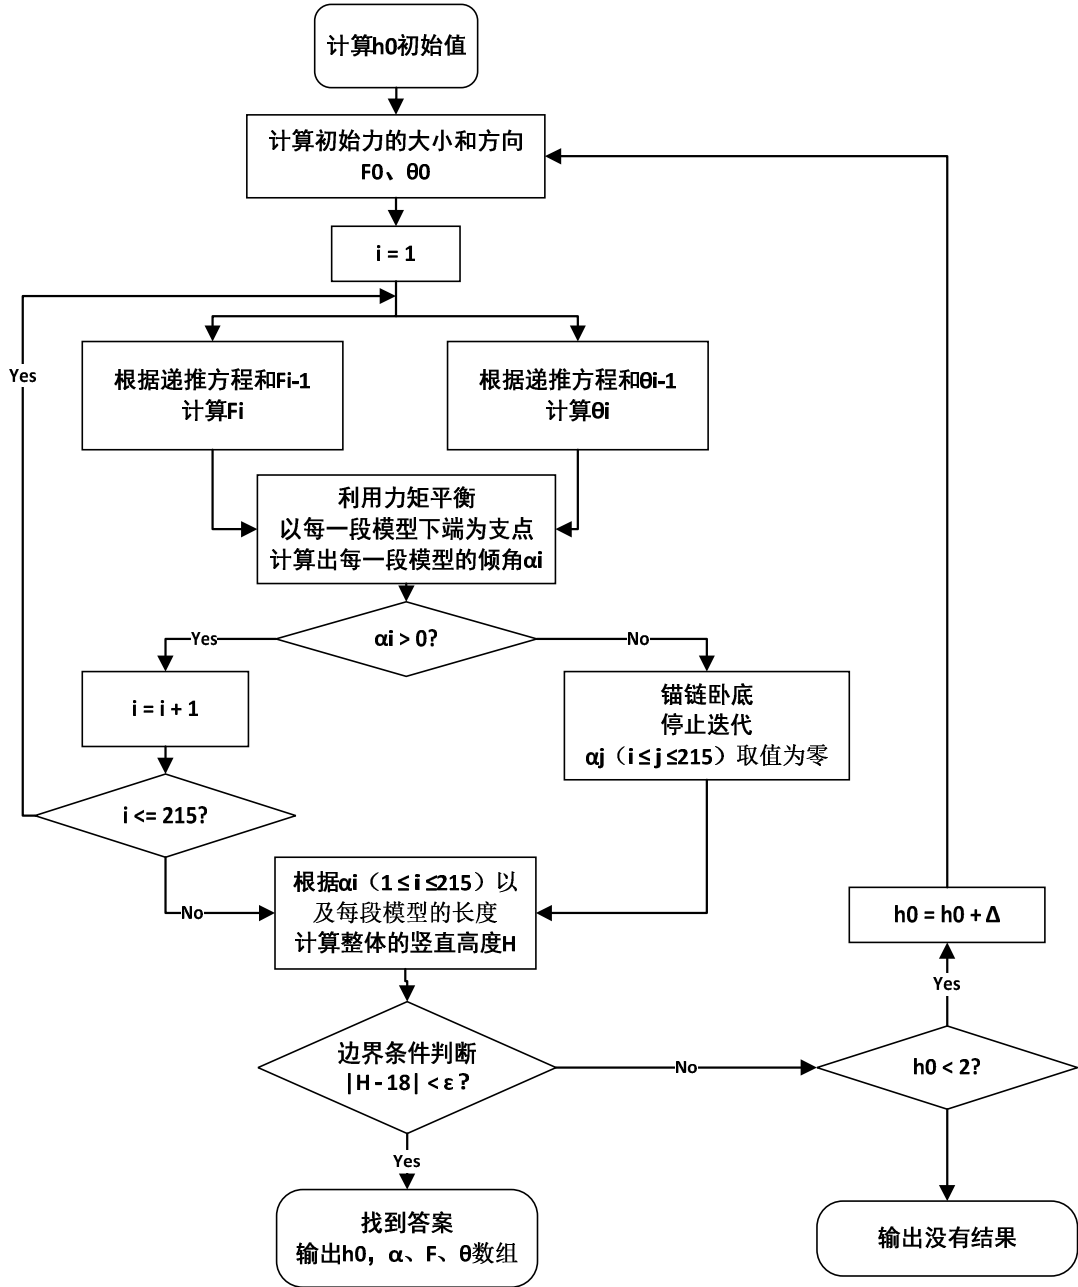 计算h0初始值
计算初始力的大小和方向
F0、θ0
i = 1
Yes
根据递推方程和Fi-1
计算Fi
根据递推方程和θi-1
计算θi
利用力矩平衡
以每一段模型下端为支点
计算出每一段模型的倾角αi
αi > 0?
Yes
No
i = i + 1
锚链卧底
停止迭代
αj（i ≤ j ≤215）取值为零
i <= 215?
No
根据αi（1 ≤ i ≤215）以
及每段模型的长度
计算整体的竖直高度H
h0 = h0 + Δ
Yes
边界条件判断
|H - 18| < ε ?
No
h0 < 2?
Yes
找到答案
输出h0，α、F、θ数组
输出没有结果